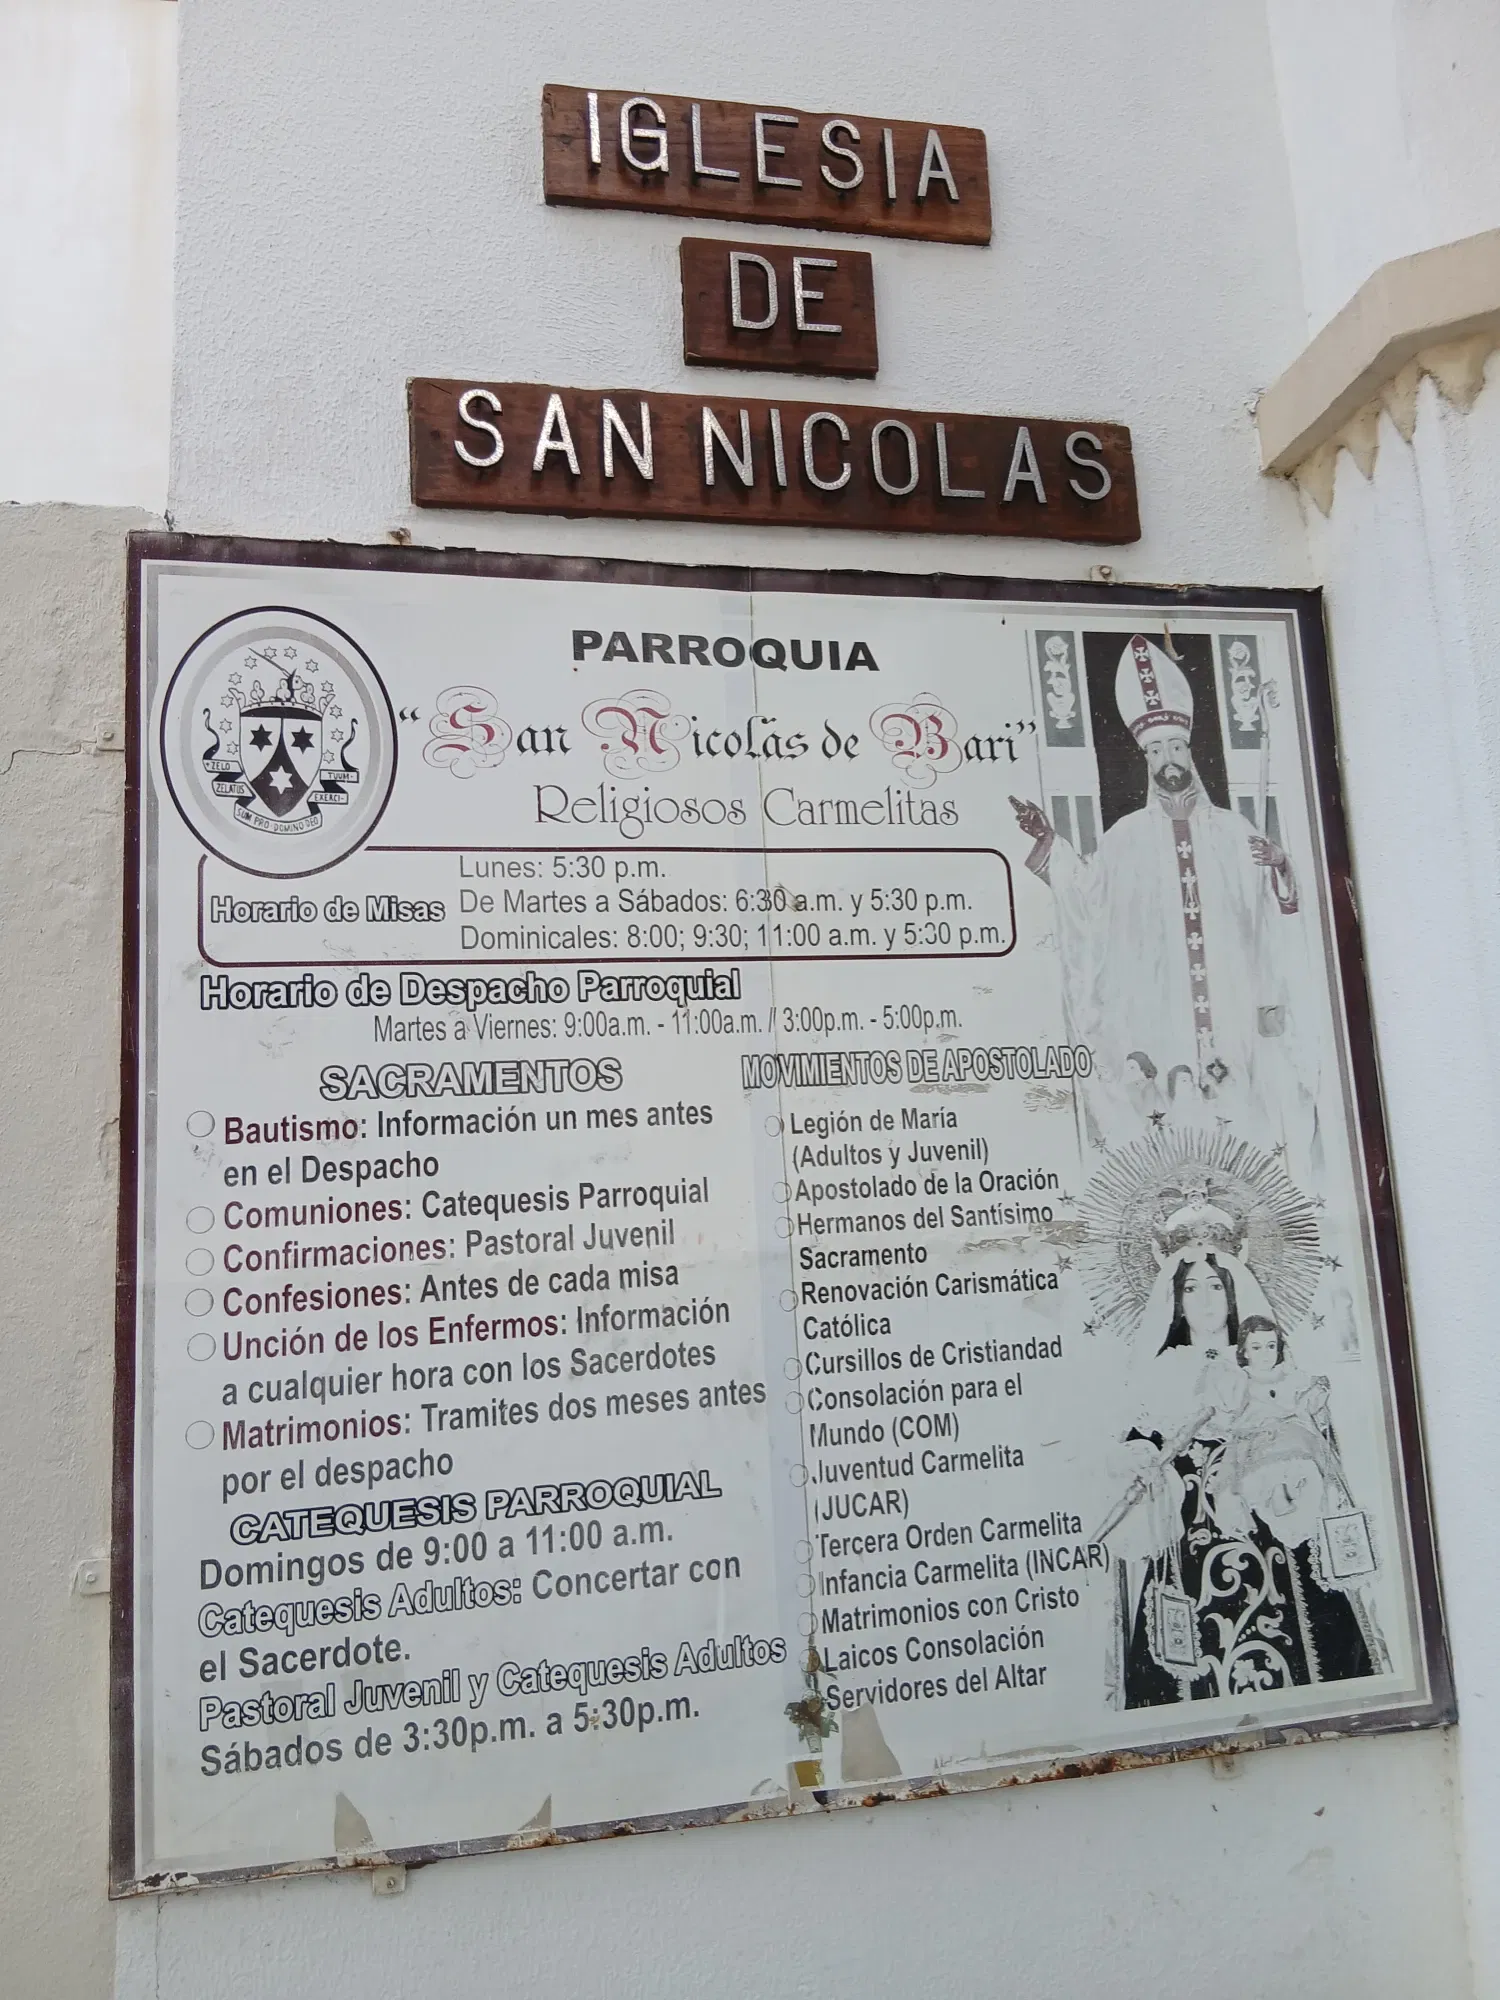 IGLESIA
DE
SAN NICOLAS
PARROQUIA
"San Nicolás de Bari"
Religiosos Carmelitas
ZELO
ZELATUS
SUM PRO DOMINO DEO
EXERCI-
TUUM-
Horario de Misas
Lunes: 5:30 p.m.
De Martes a Sábados: 6:30 a.m. y 5:30 p.m.
Dominicales: 8:00; 9:30; 11:00 a.m. y 5:30 p.m.
Horario de Despacho Parroquial
Martes a Viernes: 9:00a.m. - 11:00a.m. // 3:00p.m. - 5:00p.m.
SACRAMENTOS
Bautismo: Información un mes antes
en el Despacho
Comuniones: Catequesis Parroquial
Confirmaciones: Pastoral Juvenil
Confesiones: Antes de cada misa
Unción de los Enfermos: Información
a cualquier hora con los Sacerdotes
Matrimonios: Tramites dos meses antes
por el despacho
CATEQUESIS PARROQUIAL
Domingos de 9:00 a 11:00 a.m.
Catequesis Adultos: Concertar con
el Sacerdote.
Pastoral Juvenil y Catequesis Adultos
Sábados de 3:30p.m. a 5:30p.m.
MOVIMIENTOS DE APOSTOLADO
Legión de María
(Adultos y Juvenil)
Apostolado de la Oración
Hermanos del Santísimo
Sacramento
Renovación Carismática
Católica
Cursillos de Cristiandad
Consolación para el
Mundo (COM)
Juventud Carmelita
(JUCAR)
Tercera Orden Carmelita
Infancia Carmelita (INCAR)
Matrimonios con Cristo
Laicos Consolación
Servidores del Altar